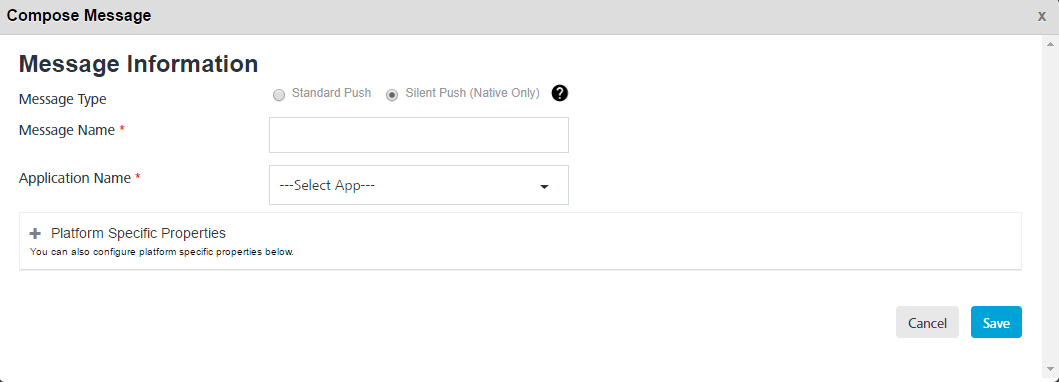 Compose Message x
Message Information
Message Type Standard Push Silent Push (Native Only) ?
Message Name *
Application Name * ---Select App---
Platform Specific Properties
You can also configure platform specific properties below.
Cancel Save